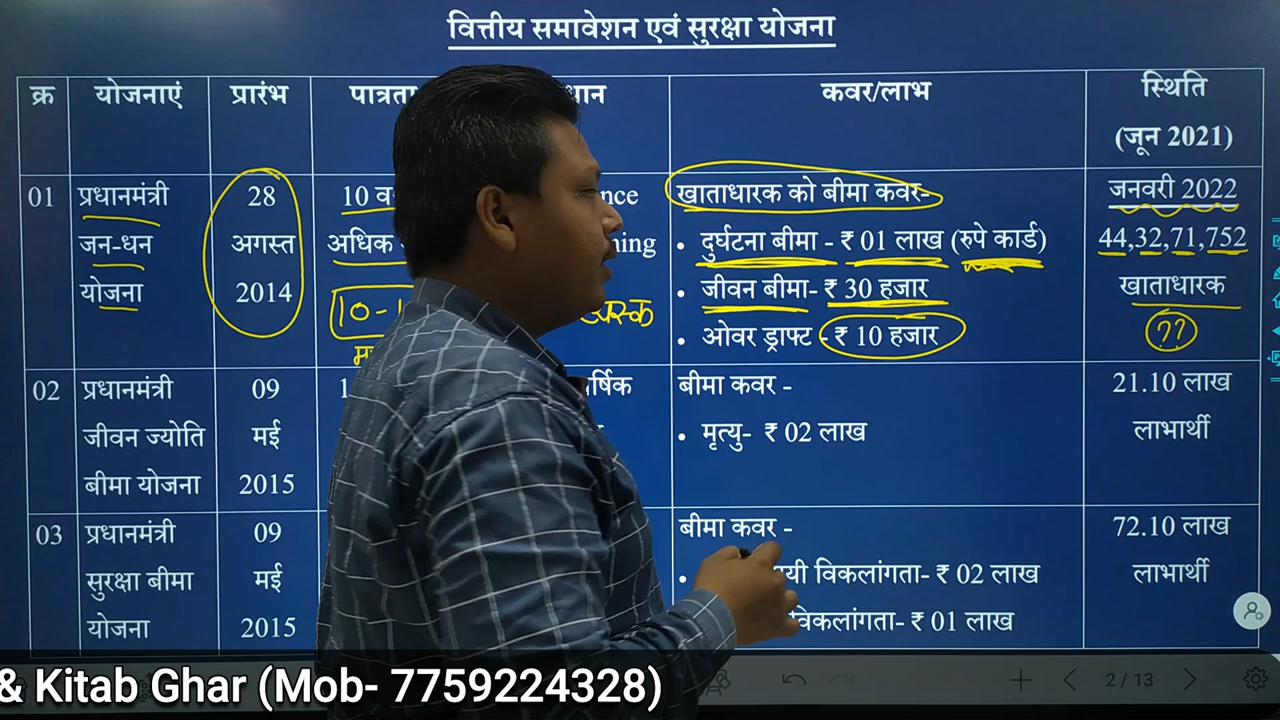 वित्तीय समावेशन एवं सुरक्षा योजना
क्र योजनाएं प्रारंभ पात्रता कवर/लाभ स्थिति
(जून 2021)
01 प्रधानमंत्री जन-धन योजना
28 अगस्त 2014
10
अधिक
10 -
खाताधारक को बीमा कवर-
• दुर्घटना बीमा - ₹ 01 लाख (रुपे कार्ड)
• जीवन बीमा- ₹ 30 हजार
• ओवर ड्राफ्ट - ₹ 10 हजार
जनवरी 2022
44,32,71,752
खाताधारक
??
02 प्रधानमंत्री
जीवन ज्योति
बीमा योजना
09
मई
2015
बीमा कवर -
• मृत्यु- ₹ 02 लाख
21.10 लाख
लाभार्थी
03 प्रधानमंत्री
सुरक्षा बीमा
योजना
09
मई
2015
बीमा कवर -
विकलांगता- ₹ 02 लाख
विकलांगता- ₹ 01 लाख
72.10 लाख
लाभार्थी
& Kitab Ghar (Mob- 7759224328)
2 / 13